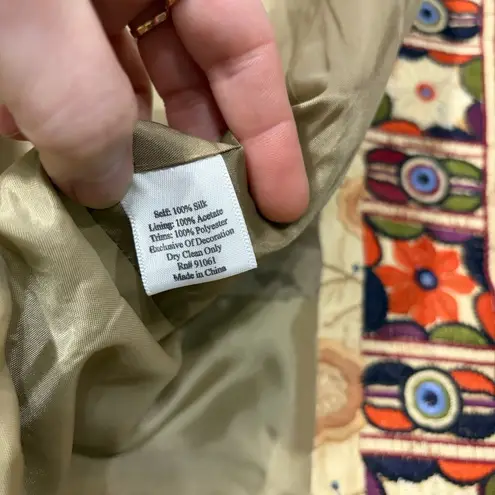 Self: 100% Silk
Lining: 100% Acetate
Trims: 100% Polyester
Exclusive Of Decoration
Dry Clean Only
Rn# 91061
Made in China